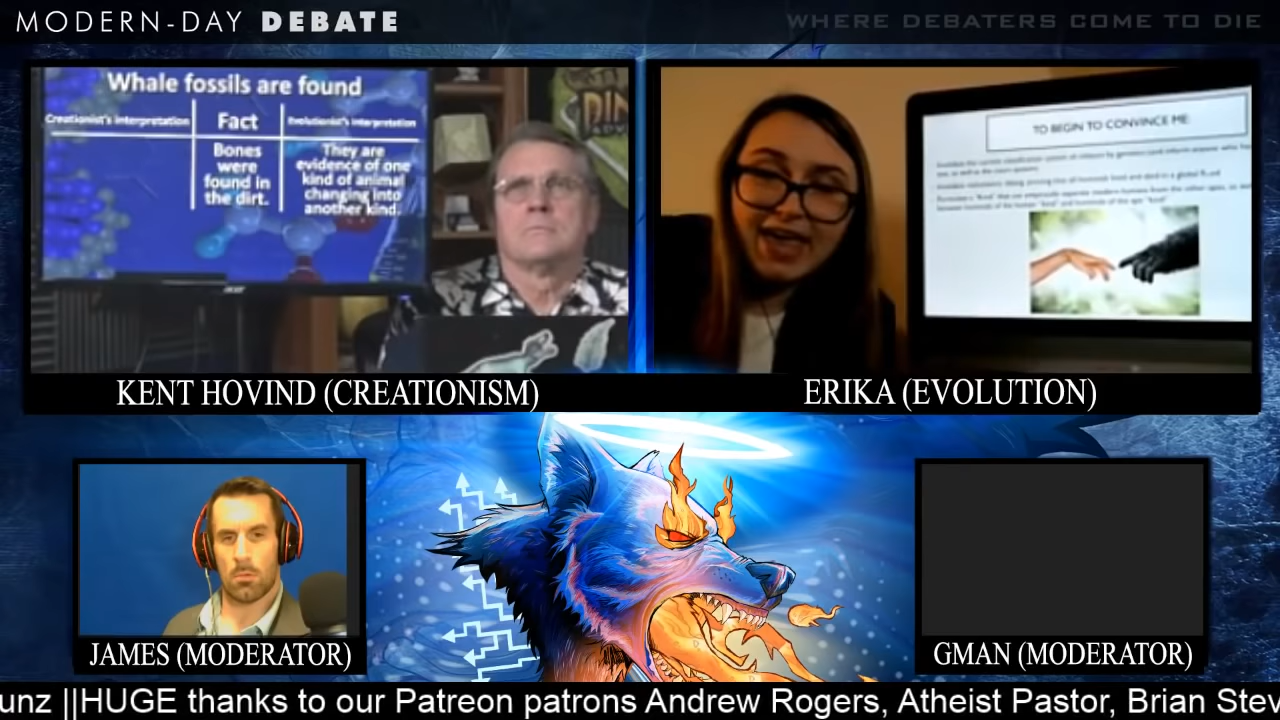 MODERN-DAY DEBATE
WHERE DEBATERS COME TO DIE
Whale fossils are found
Creationist's interpretation
Fact
Evolutionist's interpretation
Bones
were
found in
the dirt.
They are
evidence of one
kind of animal
changing into
another kind.
acer
DIN
ADV
TO BEGIN TO CONVINCE ME:
KENT HOVIND (CREATIONISM)
ERIKA (EVOLUTION)
JAMES (MODERATOR)
GMAN (MODERATOR)
unz ||HUGE thanks to our Patreon patrons Andrew Rogers, Atheist Pastor, Brian Stev